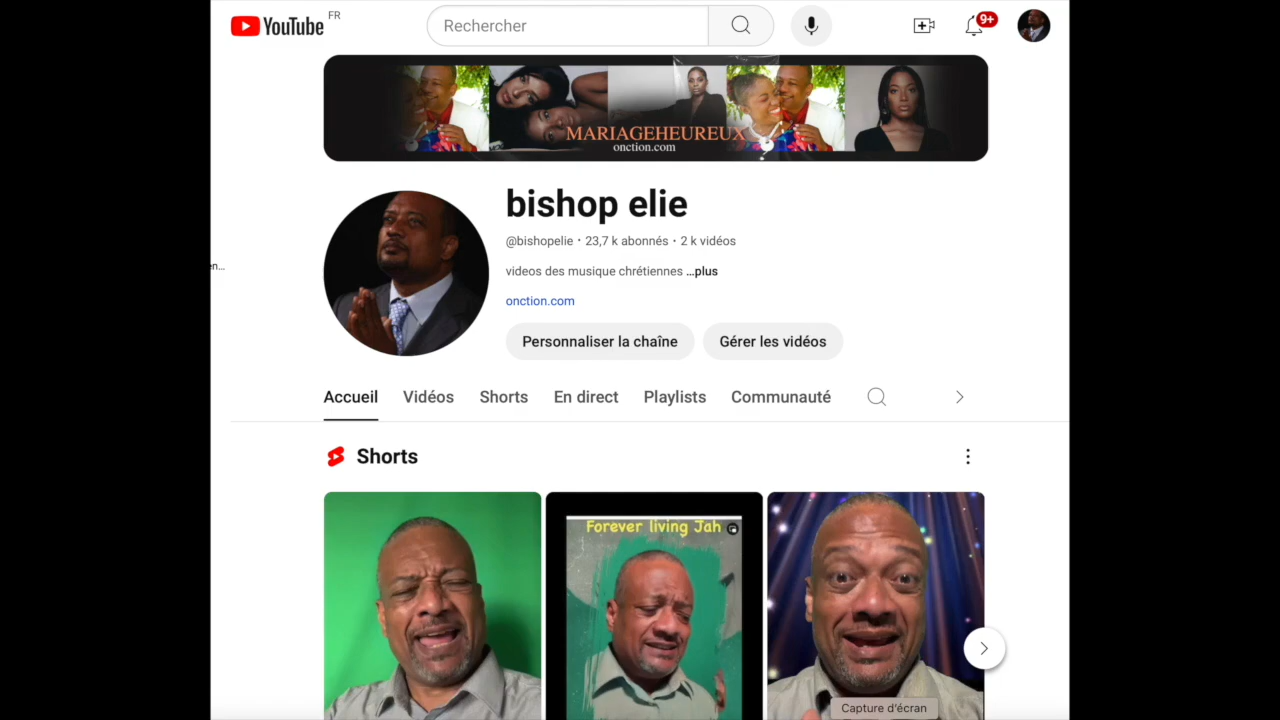 YouTube FR
Rechercher
9+
MARIAGEHEUREUX
onction.com
bishop elie
@bishopelie • 23,7 k abonnés • 2 k vidéos
en...
videos des musique chrétiennes ...plus
onction.com
Personnaliser la chaîne
Gérer les vidéos
Accueil
Vidéos
Shorts
En direct
Playlists
Communauté
Shorts
Forever living Jah
Capture d'écran